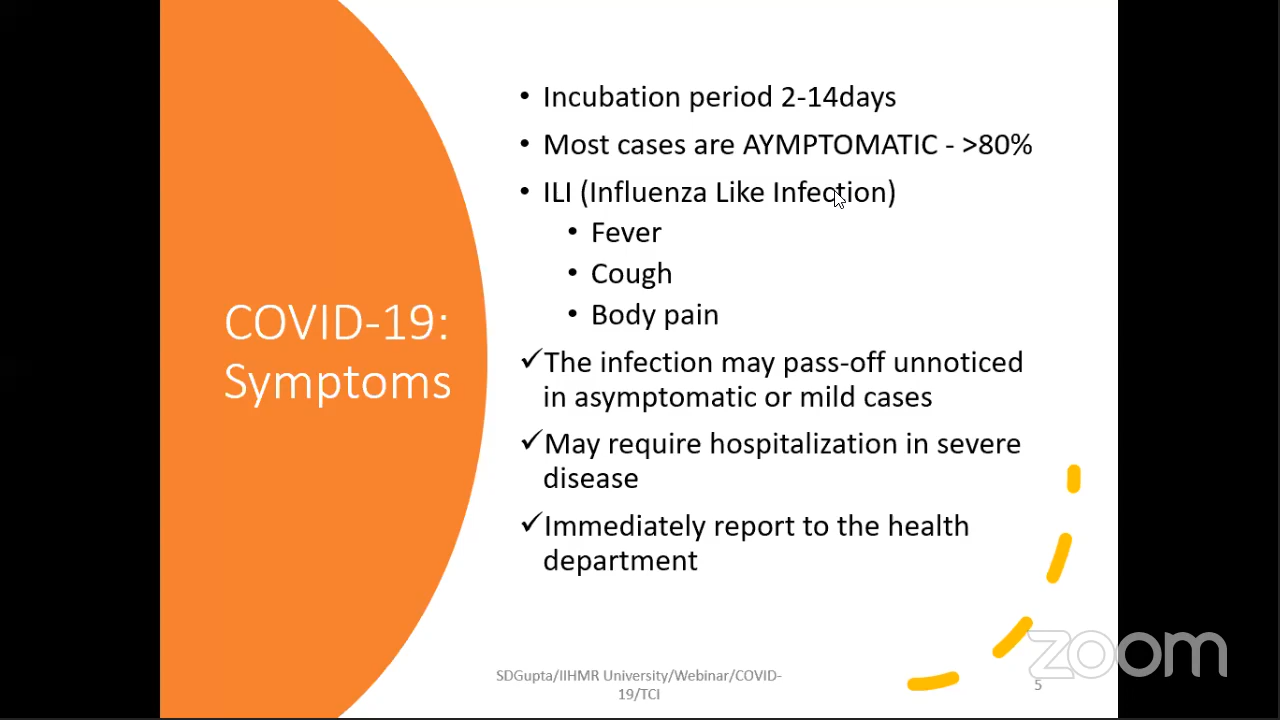 COVID-19:
Symptoms
• Incubation period 2-14days
• Most cases are AYMPTOMATIC - >80%
• ILI (Influenza Like Infection)
• Fever
• Cough
• Body pain
✓The infection may pass-off unnoticed
in asymptomatic or mild cases
✓May require hospitalization in severe
disease
✓Immediately report to the health
department
SDGupta/IIHMR University/Webinar/COVID-
19/TCI
5
zoom